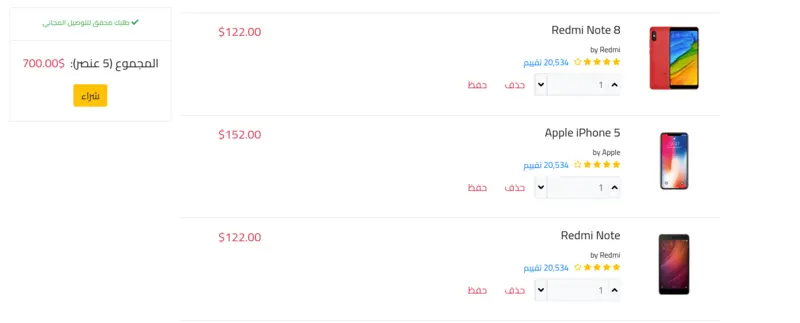 Redmi Note 8
$122.00
by Redmi
20,534 تقييم
1 حذف حفظ
Apple iPhone 5
$152.00
by Apple
20,534 تقييم
1 حذف حفظ
Redmi Note
$122.00
by Redmi
20,534 تقييم
1 حذف حفظ
طلبك محقق للتوصيل المجاني.
المجموع (5 عنصر): 700.00$
شراء